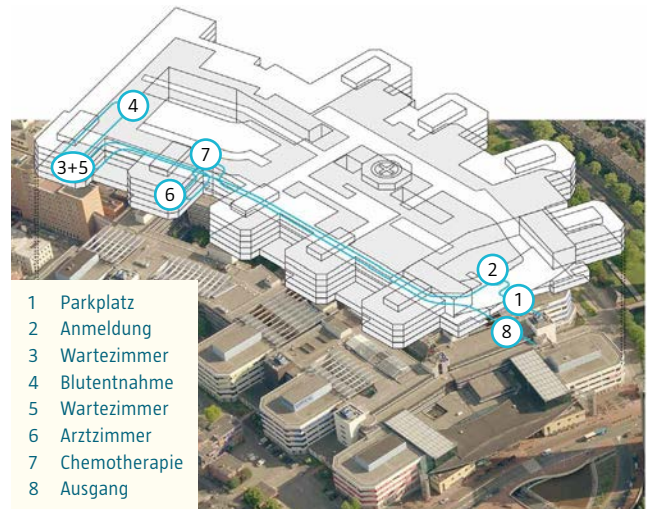 4
3+5
7
6
2
1
8
1 Parkplatz
2 Anmeldung
3 Wartezimmer
4 Blutentnahme
5 Wartezimmer
6 Arztzimmer
7 Chemotherapie
8 Ausgang